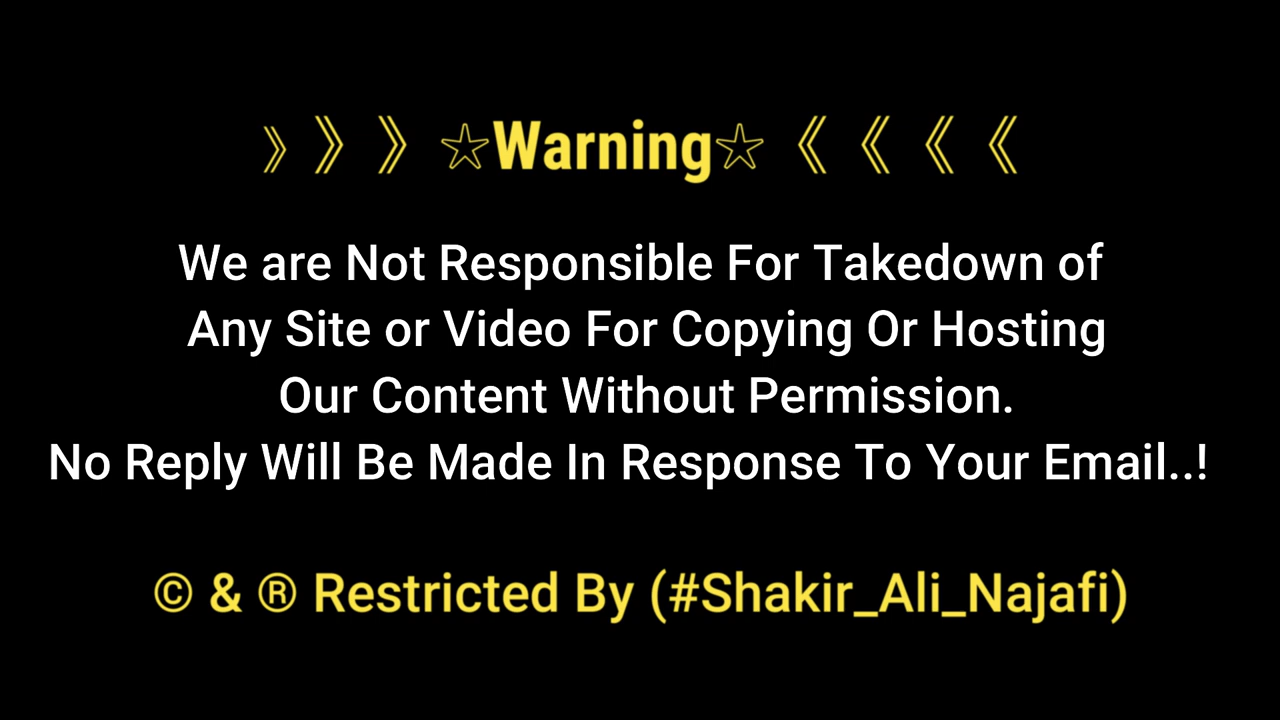 》》》☆Warning☆《《《《
We are Not Responsible For Takedown of
Any Site or Video For Copying Or Hosting
Our Content Without Permission.
No Reply Will Be Made In Response To Your Email..!
© & ® Restricted By (#Shakir_Ali_Najafi)